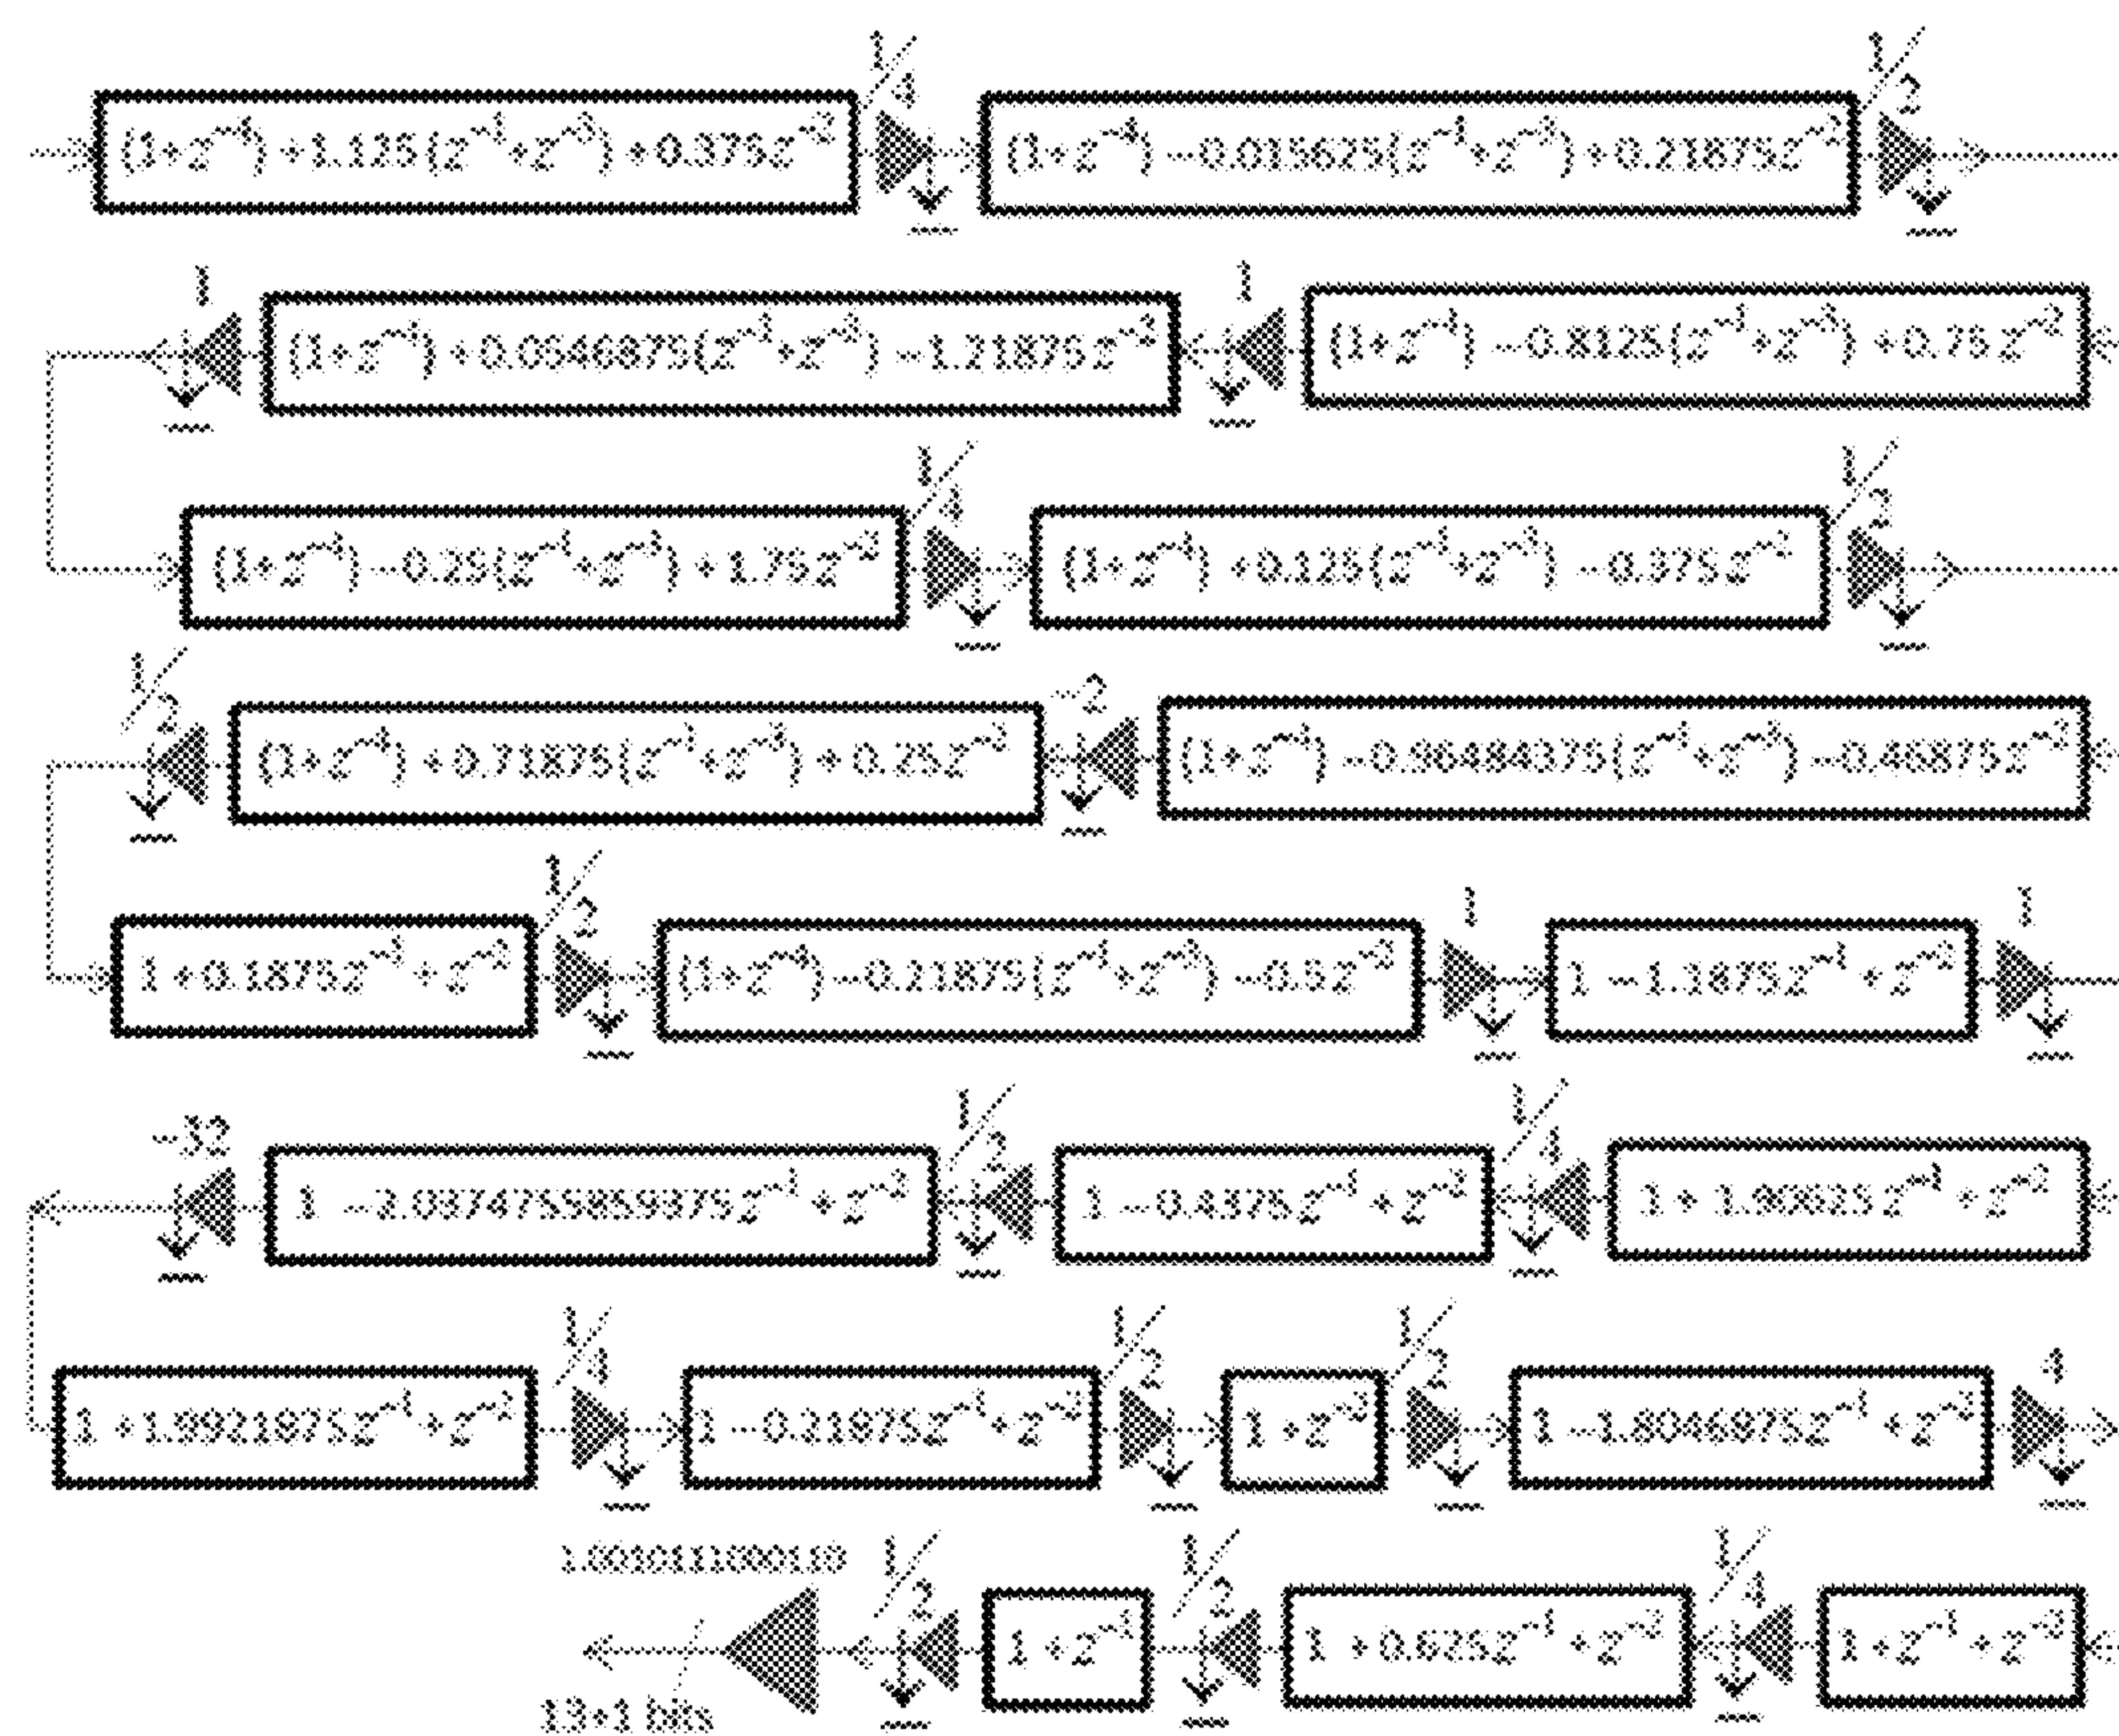 1/4 1/2
(1+z^-4) +1.125(z^-1+z^-3) +0.375z^-2 (1+z^-4) -0.015625(z^-1+z^-3) +0.21875z^-2
1 1
(1+z^-4) +0.0546875(z^-1+z^-3) -1.21875z^-2 (1+z^-4) -0.8125(z^-1+z^-3) +0.75z^-2
1/4 1/2
(1+z^-4) -0.25(z^-1+z^-3) +1.75z^-2 (1+z^-4) +0.125(z^-1+z^-3) -0.375z^-2
1/2 -2
(1+z^-4) +0.71875(z^-1+z^-3) +0.25z^-2 (1+z^-4) -0.96484375(z^-1+z^-3) -0.46875z^-2
1/2 1 1
1 +0.1875z^-1 +z^-2 (1+z^-4) -0.21875(z^-1+z^-3) -0.5z^-2 1 -1.1875z^-1 +z^-2
-32 1/2 1/4
1 -2.0374755859375z^-1 +z^-2 1 -0.4375z^-1 +z^-2 z^-1 +z^-2
1/4 1/2 1/2 4
1 +1.9921875z^-1 +z^-2 1 -0.21875z^-1 +z^-2 1 +z^-2 1 -1.8046875z^-1 +z^-2
1/2 1/2 1/4
1 +z^-1 1 +0.625z^-1 +z^-2 1+z^-1 +z^-2
13+1 bits